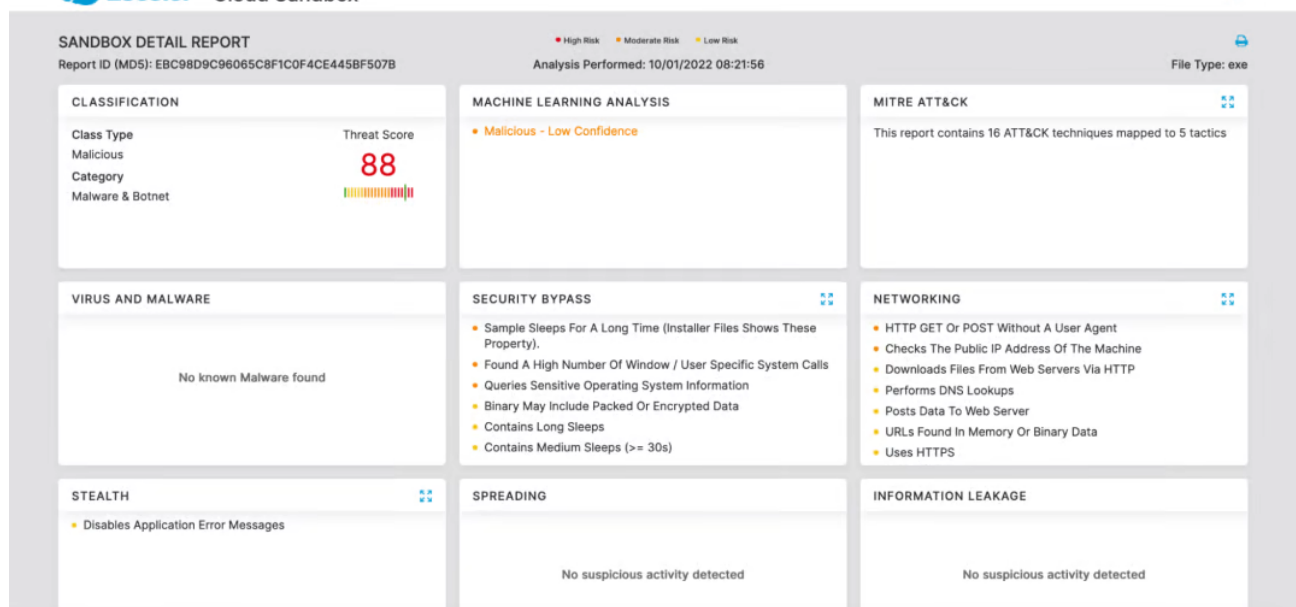 SANDBOX DETAIL REPORT
Report ID (MD5): EBC98D9C96065C8F1C0F4CE445BF507B
High Risk Moderate Risk Low Risk
Analysis Performed: 10/01/2022 08:21:56
File Type: exe
CLASSIFICATION
Class Type
Malicious
Category
Malware & Botnet
Threat Score
88
MACHINE LEARNING ANALYSIS
Malicious - Low Confidence
MITRE ATT&CK
This report contains 16 ATT&CK techniques mapped to 5 tactics
VIRUS AND MALWARE
No known Malware found
SECURITY BYPASS
Sample Sleeps For A Long Time (Installer Files Shows These
Property).
Found A High Number Of Window / User Specific System Calls
Queries Sensitive Operating System Information
Binary May Include Packed Or Encrypted Data
Contains Long Sleeps
Contains Medium Sleeps (>= 30s)
NETWORKING
HTTP GET Or POST Without A User Agent
Checks The Public IP Address Of The Machine
Downloads Files From Web Servers Via HTTP
Performs DNS Lookups
Posts Data To Web Server
URLs Found In Memory Or Binary Data
Uses HTTPS
STEALTH
Disables Application Error Messages
SPREADING
No suspicious activity detected
INFORMATION LEAKAGE
No suspicious activity detected